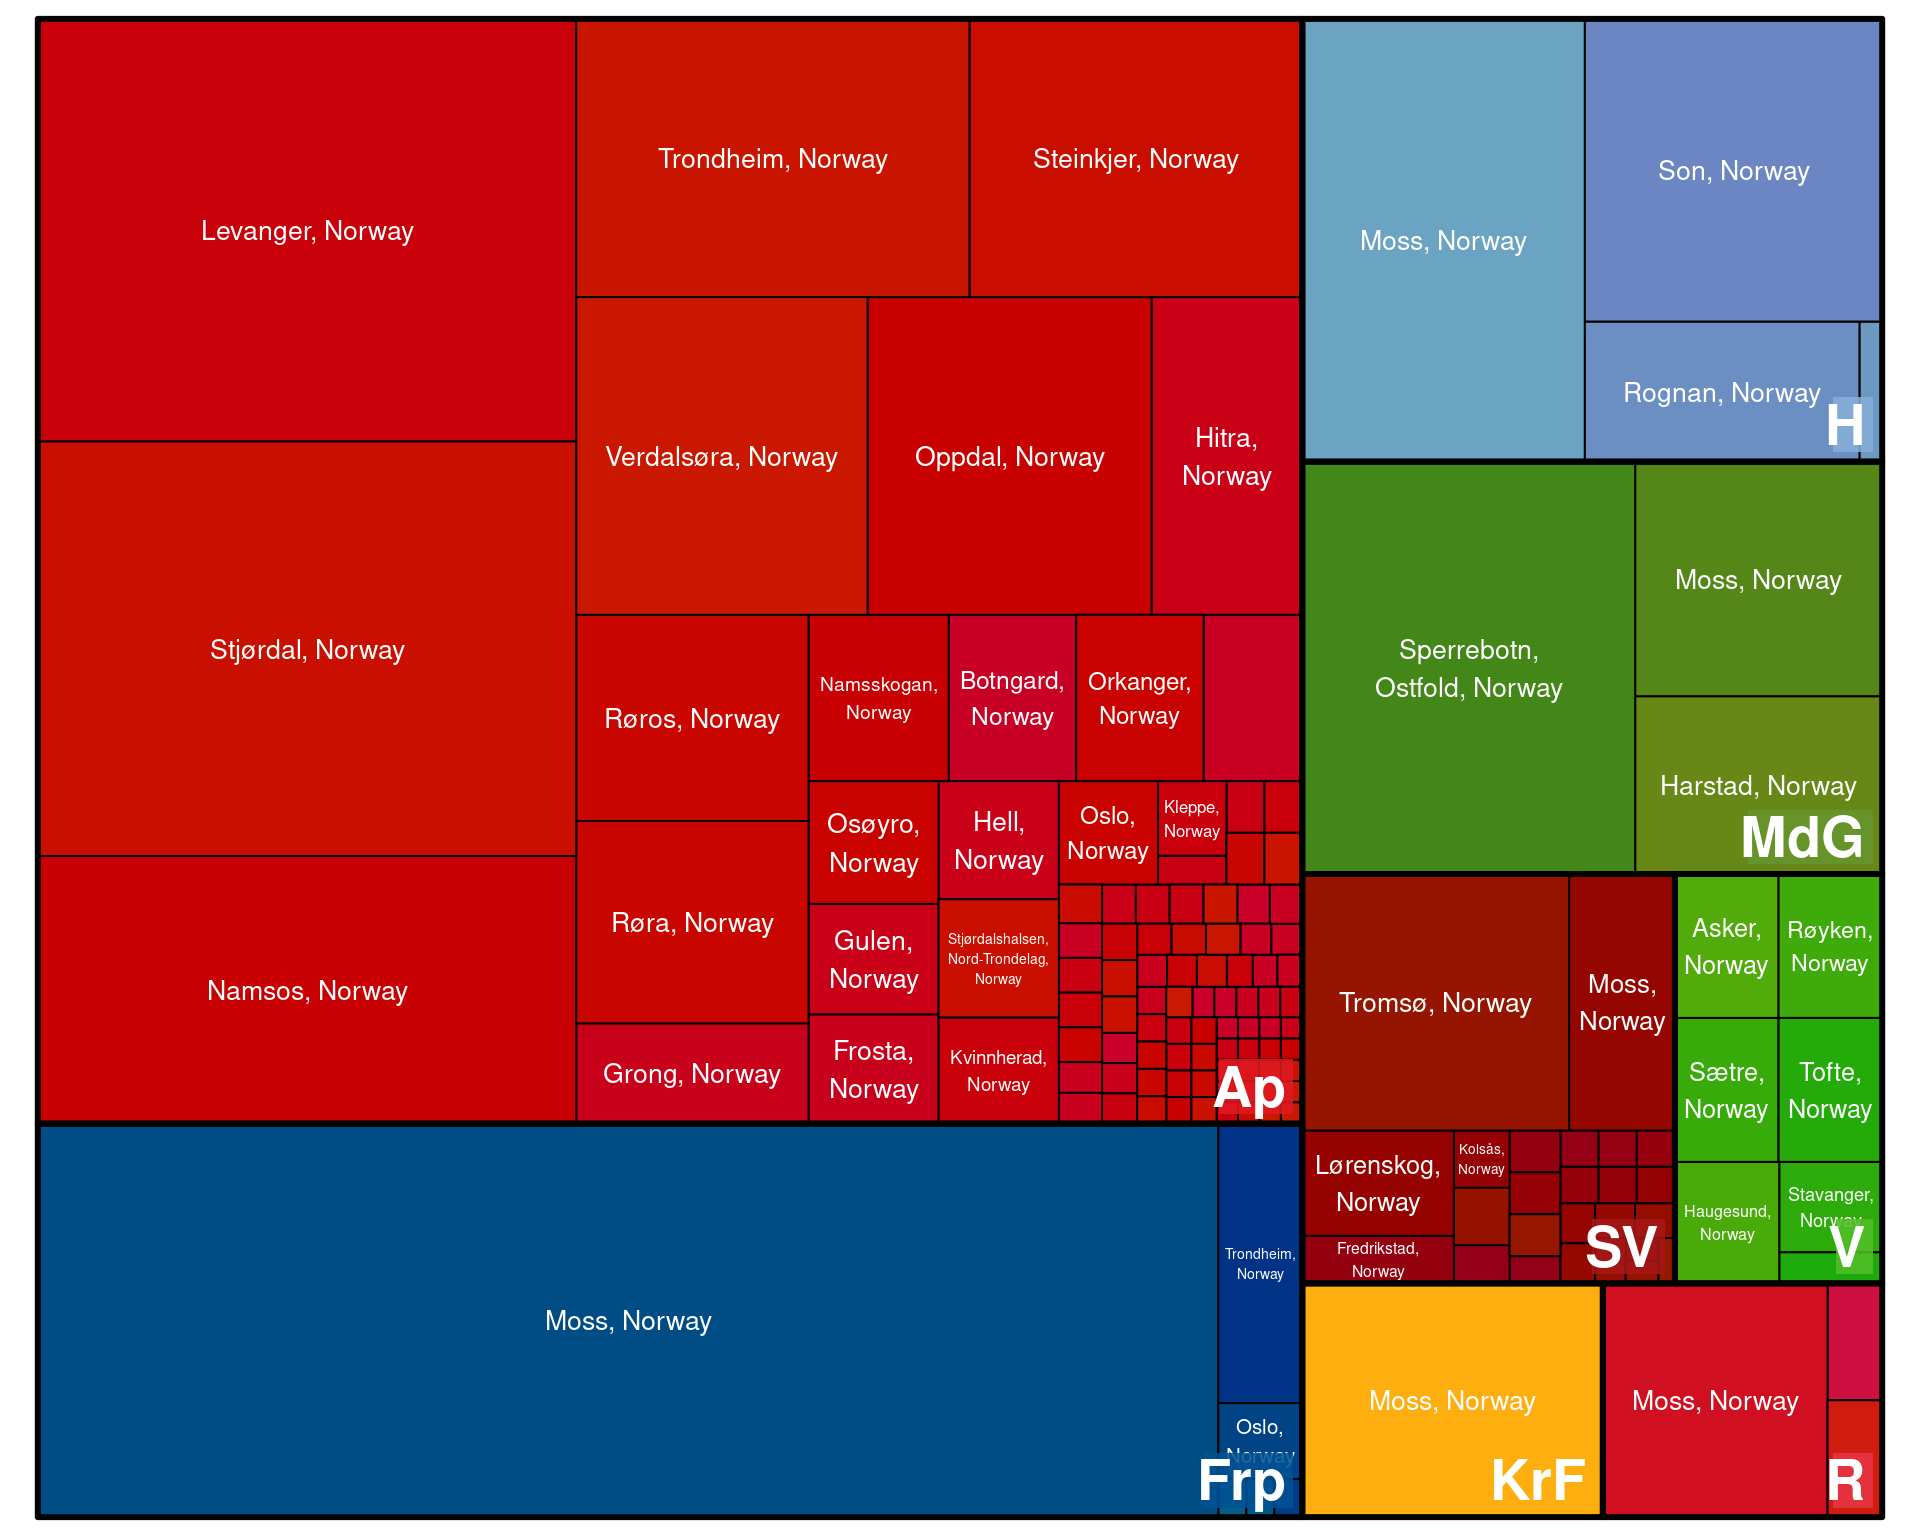 Levanger, Norway
Stjørdal, Norway
Namsos, Norway
Trondheim, Norway
Steinkjer, Norway
Verdalsøra, Norway
Oppdal, Norway
Hitra,
Norway
Røros, Norway
Røra, Norway
Grong, Norway
Namsskogan,
Norway
Botngard,
Norway
Orkanger,
Norway
Osøyro,
Norway
Gulen,
Norway
Frosta,
Norway
Hell,
Norway
Stjørdalshalsen,
Nord-Trondelag,
Norway
Kvinnherad,
Norway
Oslo,
Norway
Kleppe,
Norway
Ap
Moss, Norway
Trondheim,
Norway
Oslo,
Norway
Frp
Moss, Norway
Son, Norway
Rognan, Norway
H
Sperrebotn,
Ostfold, Norway
Moss, Norway
Harstad, Norway
MdG
Tromsø, Norway
Moss,
Norway
Lørenskog,
Norway
Fredrikstad,
Norway
Kolsås,
Norway
SV
Asker,
Norway
Røyken,
Norway
Sætre,
Norway
Tofte,
Norway
Haugesund,
Norway
Stavanger,
Norway
V
Moss, Norway
KrF
Moss, Norway
R